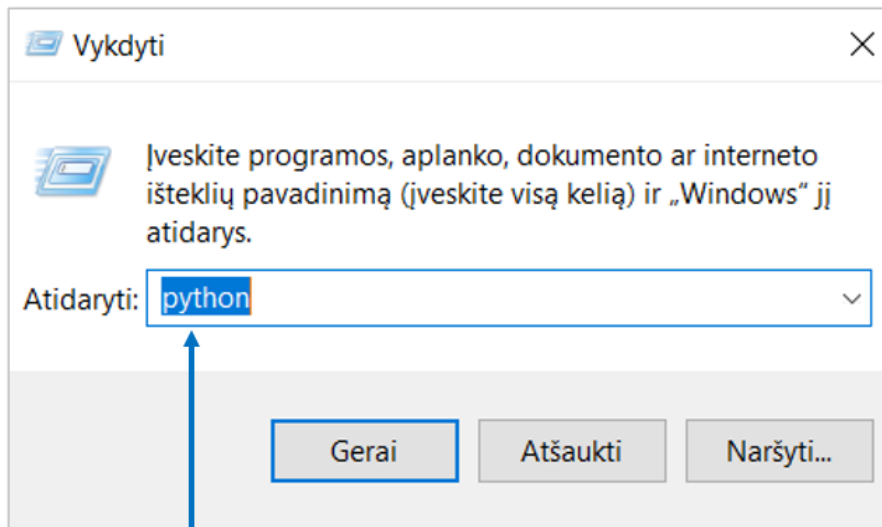 Vykdyti
Įveskite programos, aplanko, dokumento ar interneto
išteklių pavadinimą (įveskite visą kelią) ir „Windows“ jį
atidarys.
Atidaryti: python
Gerai Atšaukti Naršyti...